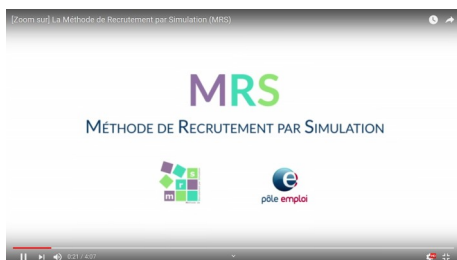 [Zoom sur] La Méthode de Recrutement par Simulation (MRS)
MRS
MÉTHODE DE RECRUTEMENT PAR SIMULATION
m r s
pôle emploi
0:21 / 4:07